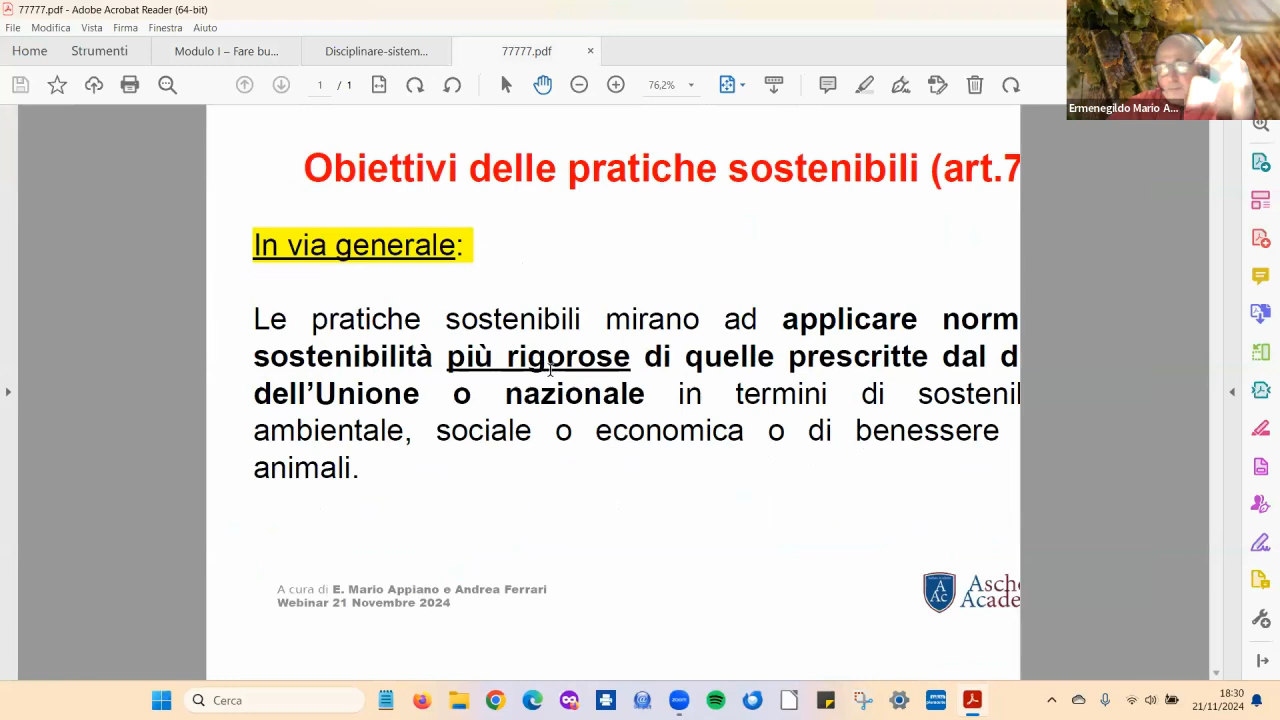 77777.pdf - Adobe Acrobat Reader (64-bit)
File Modifica Vista Firma Finestra Aiuto
Home Strumenti Modulo I – Fare bu... Disciplinare-sistem... 77777.pdf ×
1 / 1 76,2%
Ermenegildo Mario A...
Obiettivi delle pratiche sostenibili (art.7
In via generale:
Le pratiche sostenibili mirano ad applicare norm
sostenibilità più rigorose di quelle prescritte dal d
dell’Unione o nazionale in termini di sostenil
ambientale, sociale o economica o di benessere
animali.
A cura di E. Mario Appiano e Andrea Ferrari
Webinar 21 Novembre 2024
A
Ac
Asch
Acade
Cerca
18:30
21/11/2024